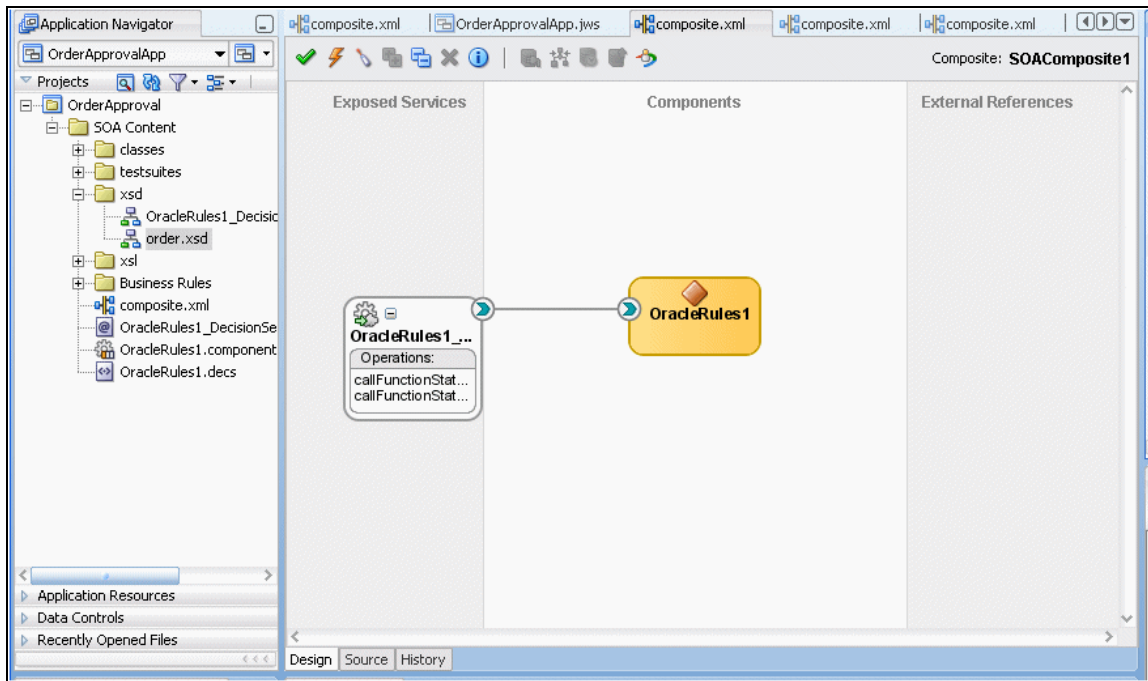 Application Navigator
OrderApprovalApp
Projects
OrderApproval
SOA Content
classes
testsuites
xsd
OracleRules1_Decisio
order.xsd
xsl
Business Rules
composite.xml
OracleRules1_DecisionSe
OracleRules1.component
OracleRules1.decs
Application Resources
Data Controls
Recently Opened Files
composite.xml OrderApprovalApp.jws composite.xml composite.xml composite.xml
Composite: SOAComposite1
Exposed Services Components External References
OracleRules1_...
Operations:
callFunctionStat...
callFunctionStat...
OracleRules1
Design Source History